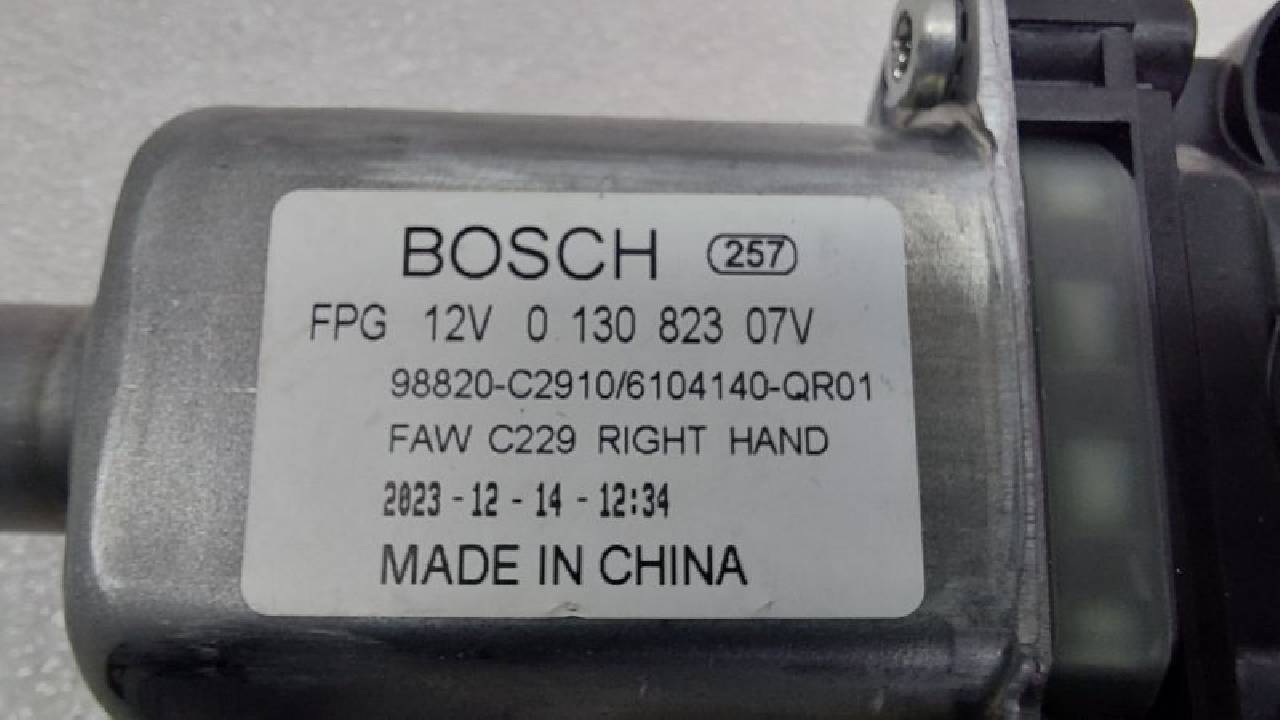 BOSCH 257
FPG 12V 0 130 823 07V
98820-C2910/6104140-QR01
FAW C229 RIGHT HAND
2023-12-14-12:34
MADE IN CHINA